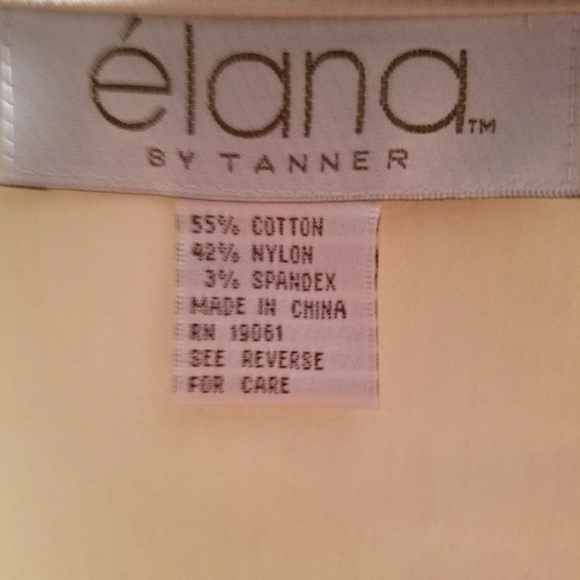 élana™
BY TANNER
55% COTTON
42% NYLON
3% SPANDEX
MADE IN CHINA
RN 19061
SEE REVERSE
FOR CARE